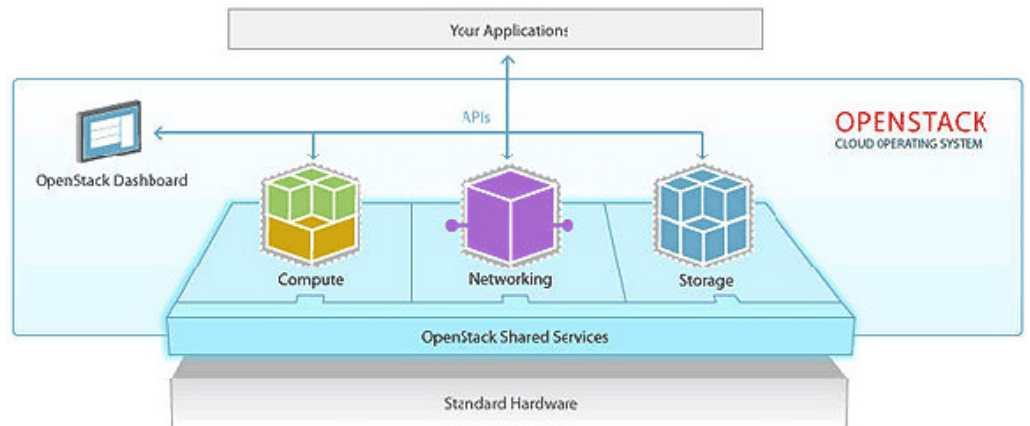 Your Applications
APIs
OPENSTACK
CLOUD OPERATING SYSTEM
OpenStack Dashboard
Compute
Networking
Storage
OpenStack Shared Services
Standard Hardware